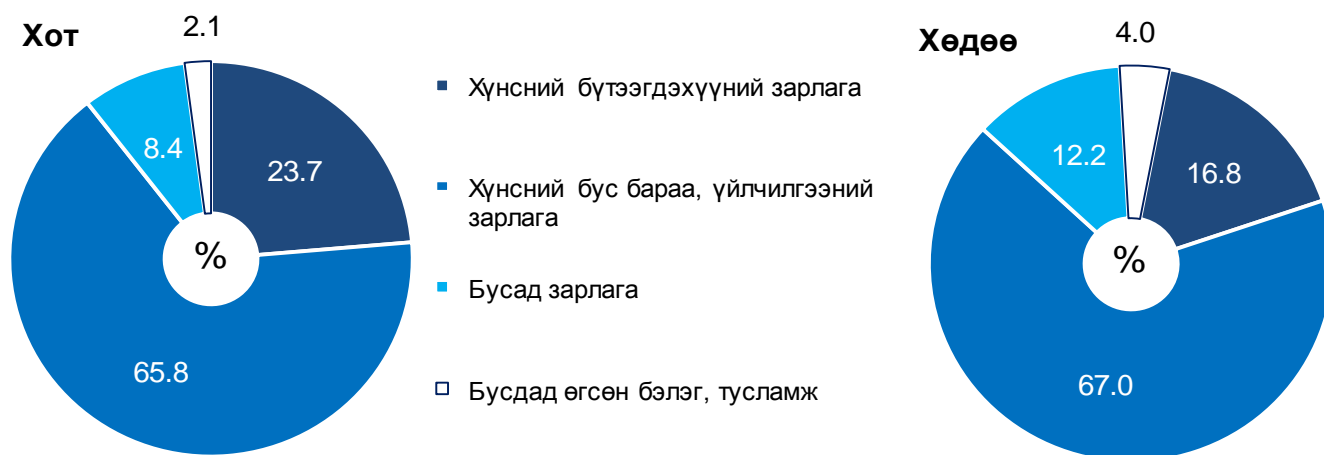 Хот
2.1
8.4
23.7
%
65.8
Хүнсний бүтээгдэхүүний зарлага
Хүнсний бус бараа, үйлчилгээний
зарлага
Бусад зарлага
Бусдад өгсөн бэлэг, тусламж
Хөдөө
4.0
12.2
16.8
%
67.0